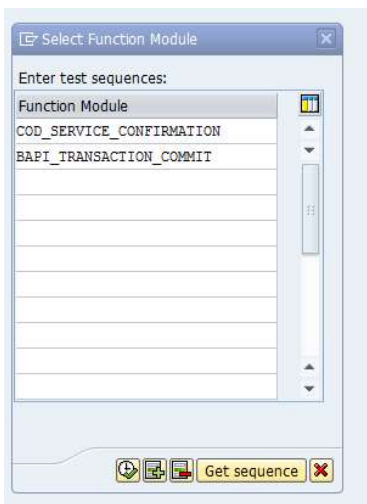 Select Function Module
Enter test sequences:
Function Module
COD_SERVICE_CONFIRMATION
BAPI_TRANSACTION_COMMIT
Get sequence